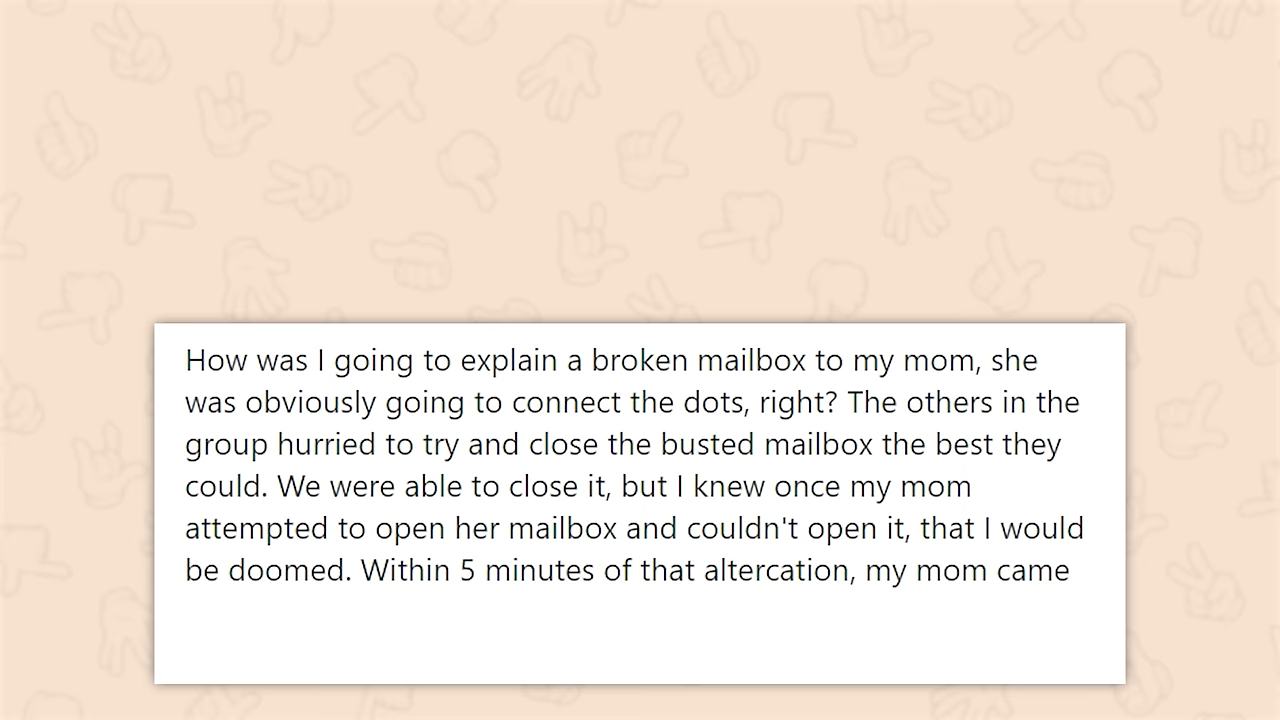 How was I going to explain a broken mailbox to my mom, she
was obviously going to connect the dots, right? The others in the
group hurried to try and close the busted mailbox the best they
could. We were able to close it, but I knew once my mom
attempted to open her mailbox and couldn't open it, that I would
be doomed. Within 5 minutes of that altercation, my mom came